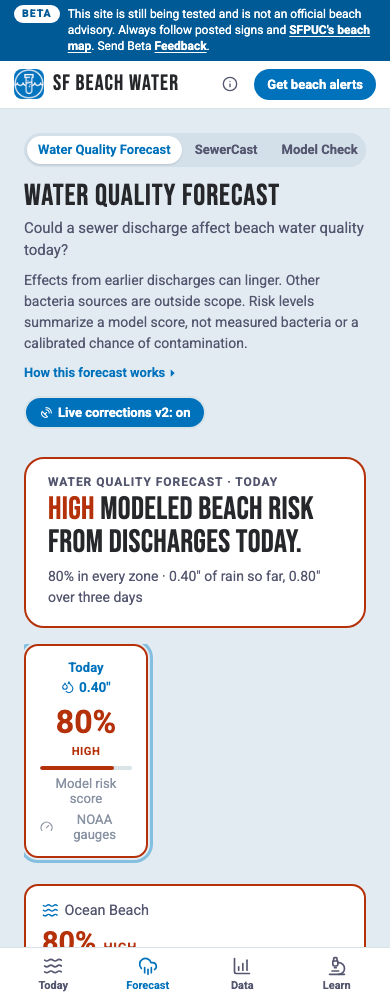 BETA
This site is still being tested and is not an official beach
advisory. Always follow posted signs and SFPUC's beach
map. Send Beta Feedback.
SF BEACH WATER
Get beach alerts
Water Quality Forecast
SewerCast
Model Check
WATER QUALITY FORECAST
Could a sewer discharge affect beach water quality
today?
Effects from earlier discharges can linger. Other
bacteria sources are outside scope. Risk levels
summarize a model score, not measured bacteria or a
calibrated chance of contamination.
How this forecast works
Live corrections v2: on
WATER QUALITY FORECAST · TODAY
HIGH MODELED BEACH RISK
FROM DISCHARGES TODAY.
80% in every zone · 0.40" of rain so far, 0.80"
over three days
Today
0.40"
80%
HIGH
Model risk
score
NOAA
gauges
Ocean Beach
80% HIGH
Today
Forecast
Data
Learn